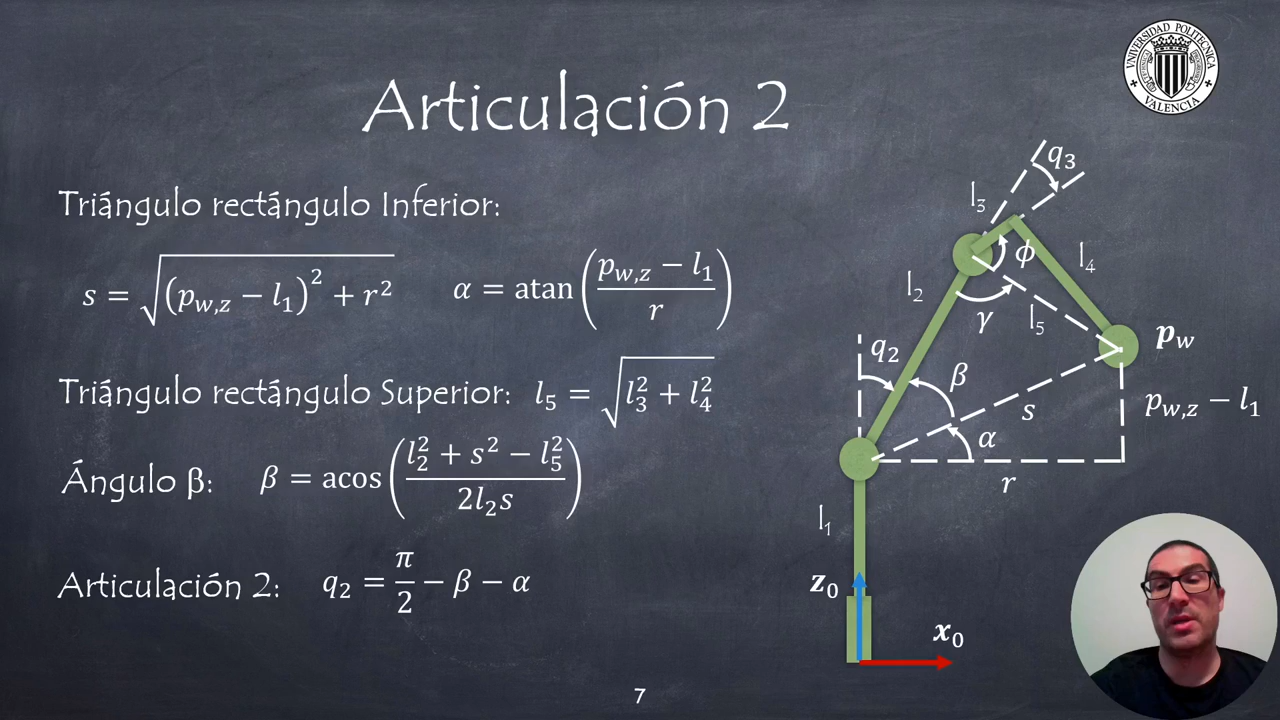 UNIVERSIDAD POLITECNICA
VALENCIA
Articulación 2
Triángulo rectángulo Inferior:
s = √((p_{w,z} − l_1)^2 + r^2)
α = atan((p_{w,z} − l_1)/r)
Triángulo rectángulo Superior: l_5 = √(l_3^2 + l_4^2)
Ángulo β: β = acos((l_2^2 + s^2 − l_5^2)/(2l_2s))
Articulación 2: q_2 = π/2 − β − α
q_3
l_3
ϕ
l_4
l_2
γ
l_5
p_w
q_2
β
s
p_{w,z} − l_1
α
r
l_1
z_0
x_0
7